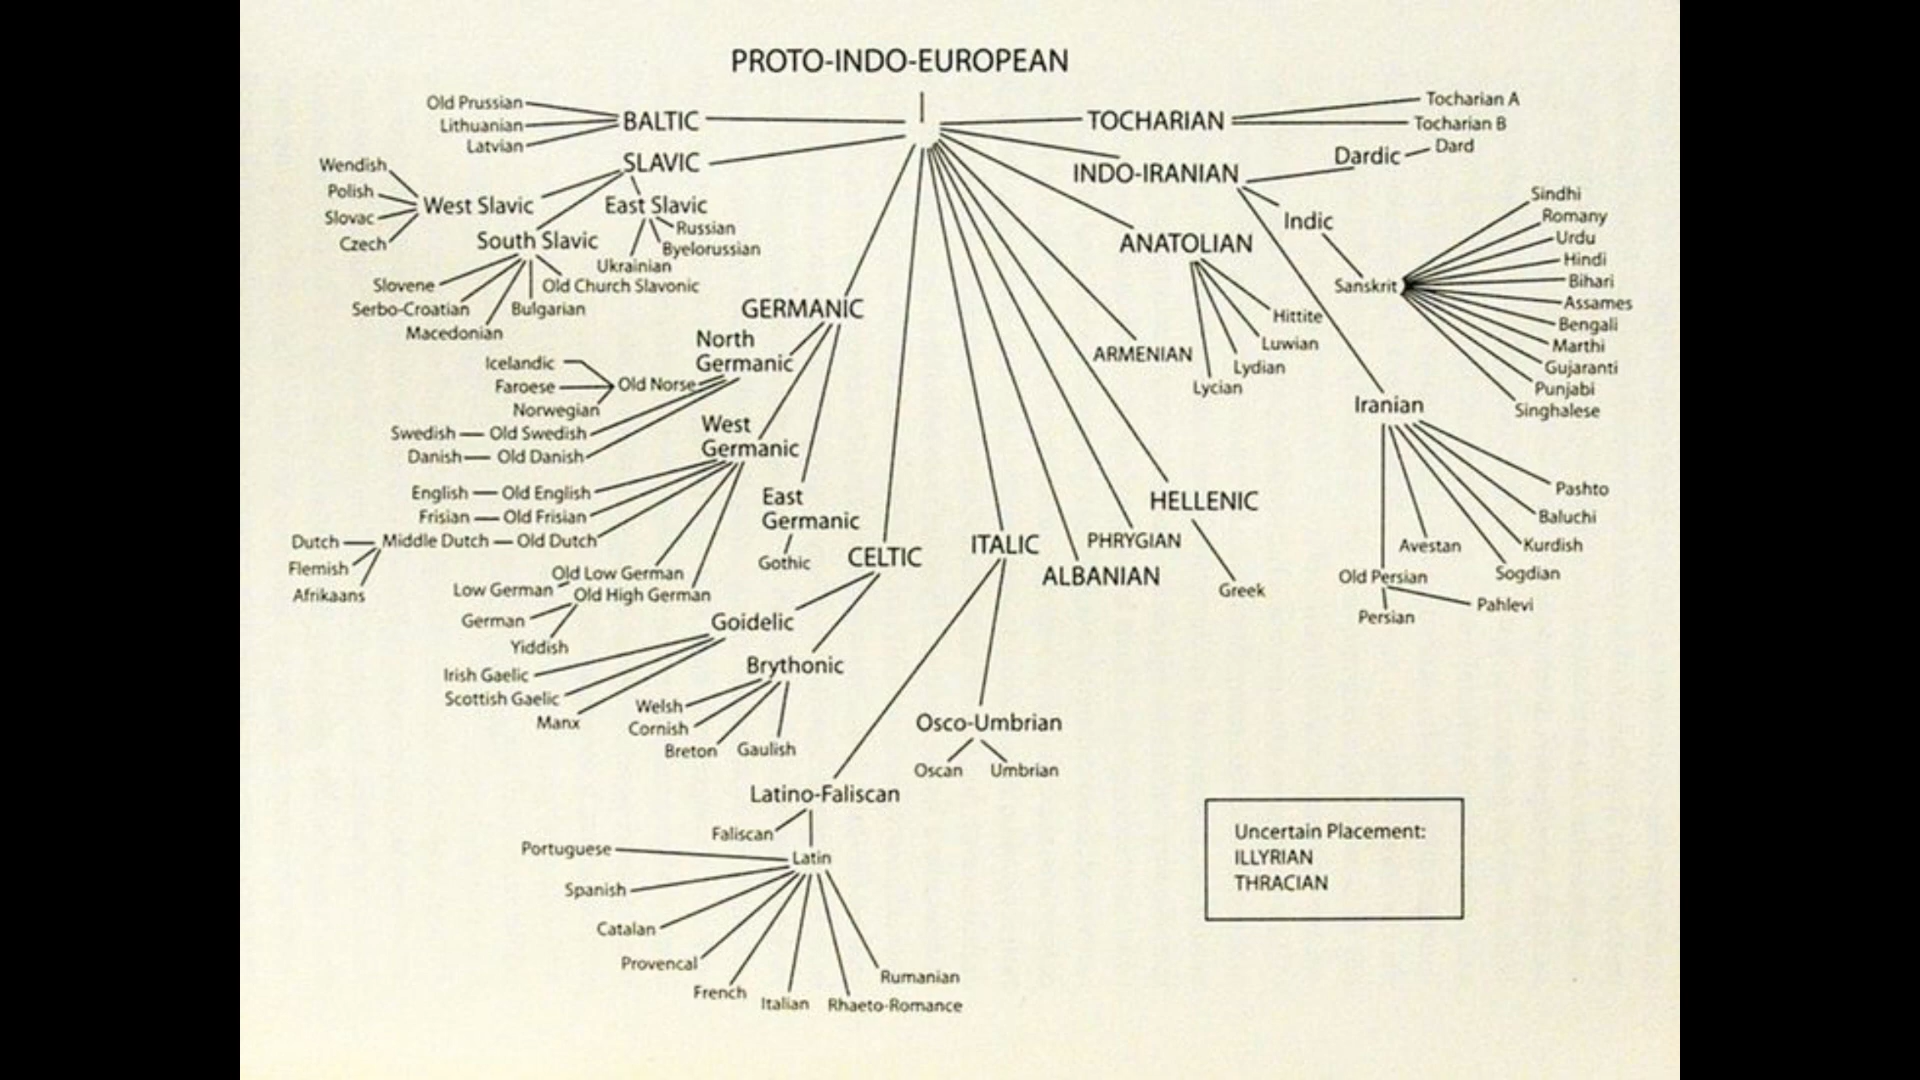 PROTO-INDO-EUROPEAN
Old Prussian
Lithuanian
Latvian
BALTIC
TOCHARIAN
Tocharian A
Tocharian B
SLAVIC
Wendish
Polish
Slovac
Czech
West Slavic
East Slavic
Russian
Byelorussian
Ukrainian
South Slavic
Slovene
Serbo-Croatian
Macedonian
Bulgarian
Old Church Slavonic
INDO-IRANIAN
Dardic
Dard
Indic
Sanskrit
Sindhi
Romany
Urdu
Hindi
Bihari
Assames
Bengali
Marthi
Gujaranti
Punjabi
Singhalese
ANATOLIAN
Hittite
Luwian
Lydian
Lycian
ARMENIAN
Iranian
Pashto
Baluchi
Kurdish
Sogdian
Avestan
Old Persian
Pahlevi
Persian
GERMANIC
North
Germanic
Icelandic
Faroese
Norwegian
Old Norse
Swedish
Old Swedish
Danish
Old Danish
West
Germanic
English
Old English
Frisian
Old Frisian
Dutch
Flemish
Afrikaans
Middle Dutch
Old Dutch
Old Low German
Low German
Old High German
German
Yiddish
East
Germanic
Gothic
CELTIC
Goidelic
Irish Gaelic
Scottish Gaelic
Manx
Brythonic
Welsh
Cornish
Breton
Gaulish
ITALIC
Osco-Umbrian
Oscan
Umbrian
Latino-Faliscan
Faliscan
Latin
Portuguese
Spanish
Catalan
Provencal
French
Italian
Rhaeto-Romance
Rumanian
ALBANIAN
PHRYGIAN
HELLENIC
Greek
Uncertain Placement:
ILLYRIAN
THRACIAN